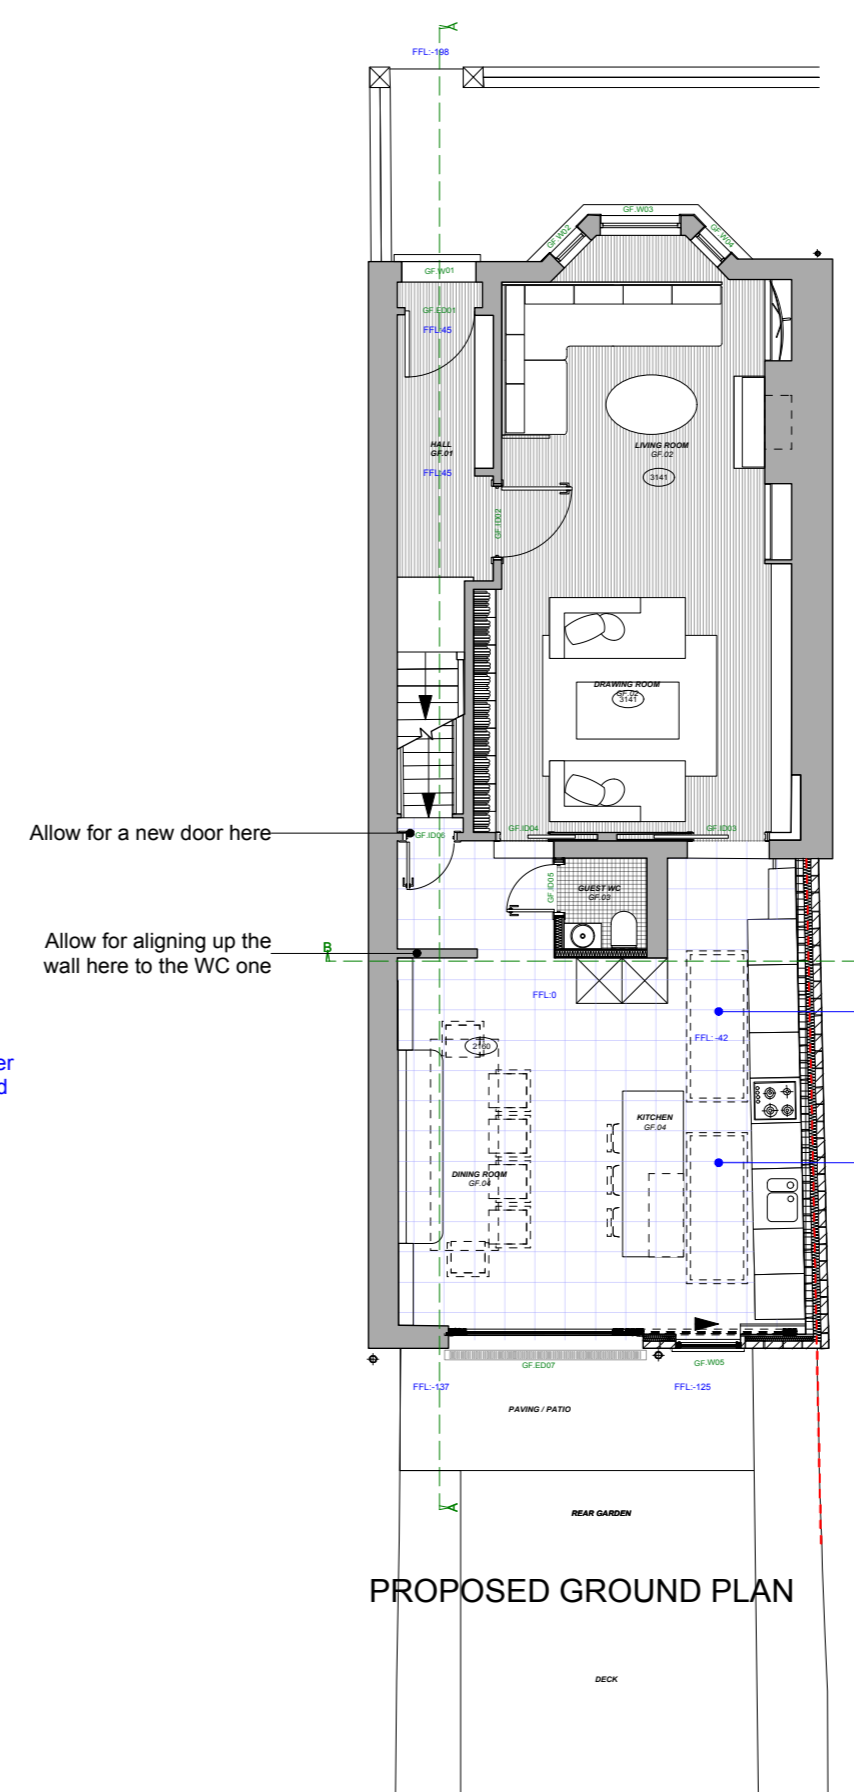 A
FFL:-198
GF.W03
GF.W02
GF.W04
GF.W01
GF.ED01
FFL:45
HALL
GF.01
FFL:45
LIVING ROOM
GF.02
3141
GF.ID02
DRAWING ROOM
GF.02
3141
Allow for a new door here
GF.ID06
GF.ID04
GF.ID03
GF.ID05
GUEST WC
GF.03
Allow for aligning up the
wall here to the WC one
B
FFL:0
FFL: -42
2160
er
d
KITCHEN
GF.04
DINING ROOM
GF.04
GF.ED07
GF.W05
FFL:-137
FFL:-125
PAVING / PATIO
A
REAR GARDEN
PROPOSED GROUND PLAN
DECK